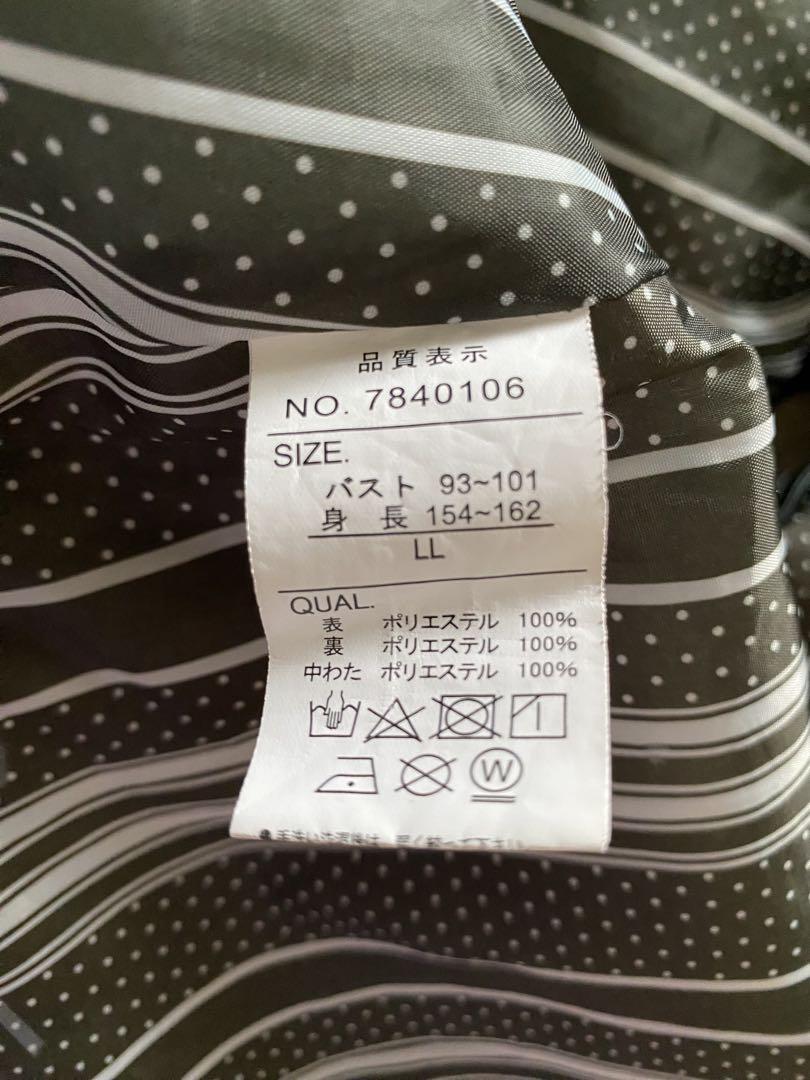 品質表示
NO. 7840106
SIZE.
バスト 93~101
身 長 154~162
LL
QUAL.
表 ポリエステル 100%
裏 ポリエステル 100%
中わた ポリエステル 100%
W